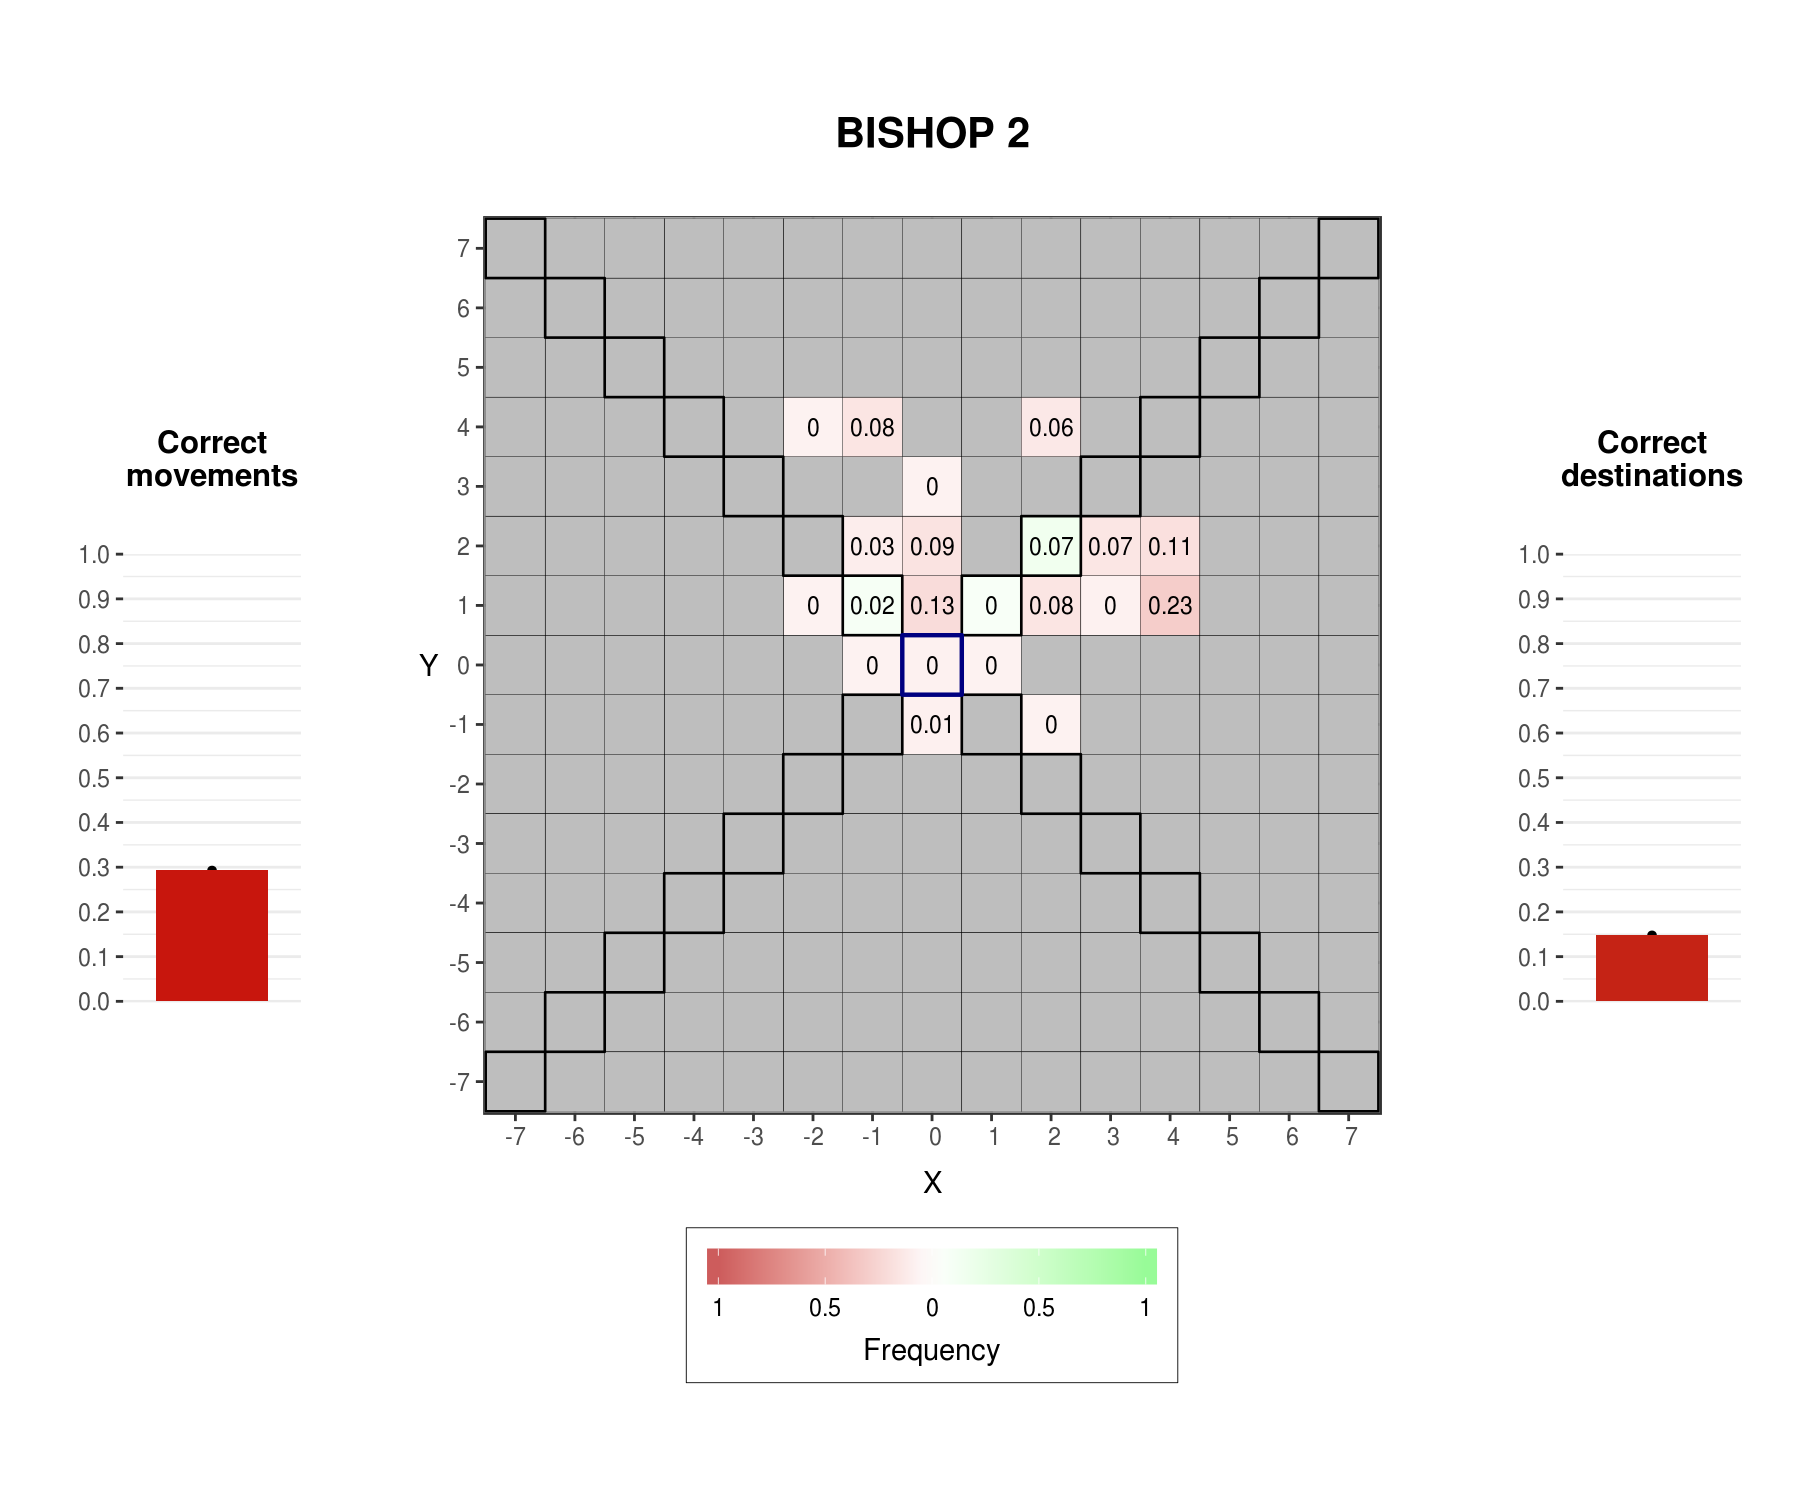 BISHOP 2
Correct
movements
1.0
0.9
0.8
0.7
0.6
0.5
0.4
0.3
0.2
0.1
0.0
Y
7
6
5
4
3
2
1
0
-1
-2
-3
-4
-5
-6
-7
0 0.08 0.06
0
0.03 0.09 0.07 0.07 0.11
0 0.02 0.13 0 0.08 0 0.23
0 0 0
0.01 0
-7 -6 -5 -4 -3 -2 -1 0 1 2 3 4 5 6 7
X
1 0.5 0 0.5 1
Frequency
Correct
destinations
1.0
0.9
0.8
0.7
0.6
0.5
0.4
0.3
0.2
0.1
0.0